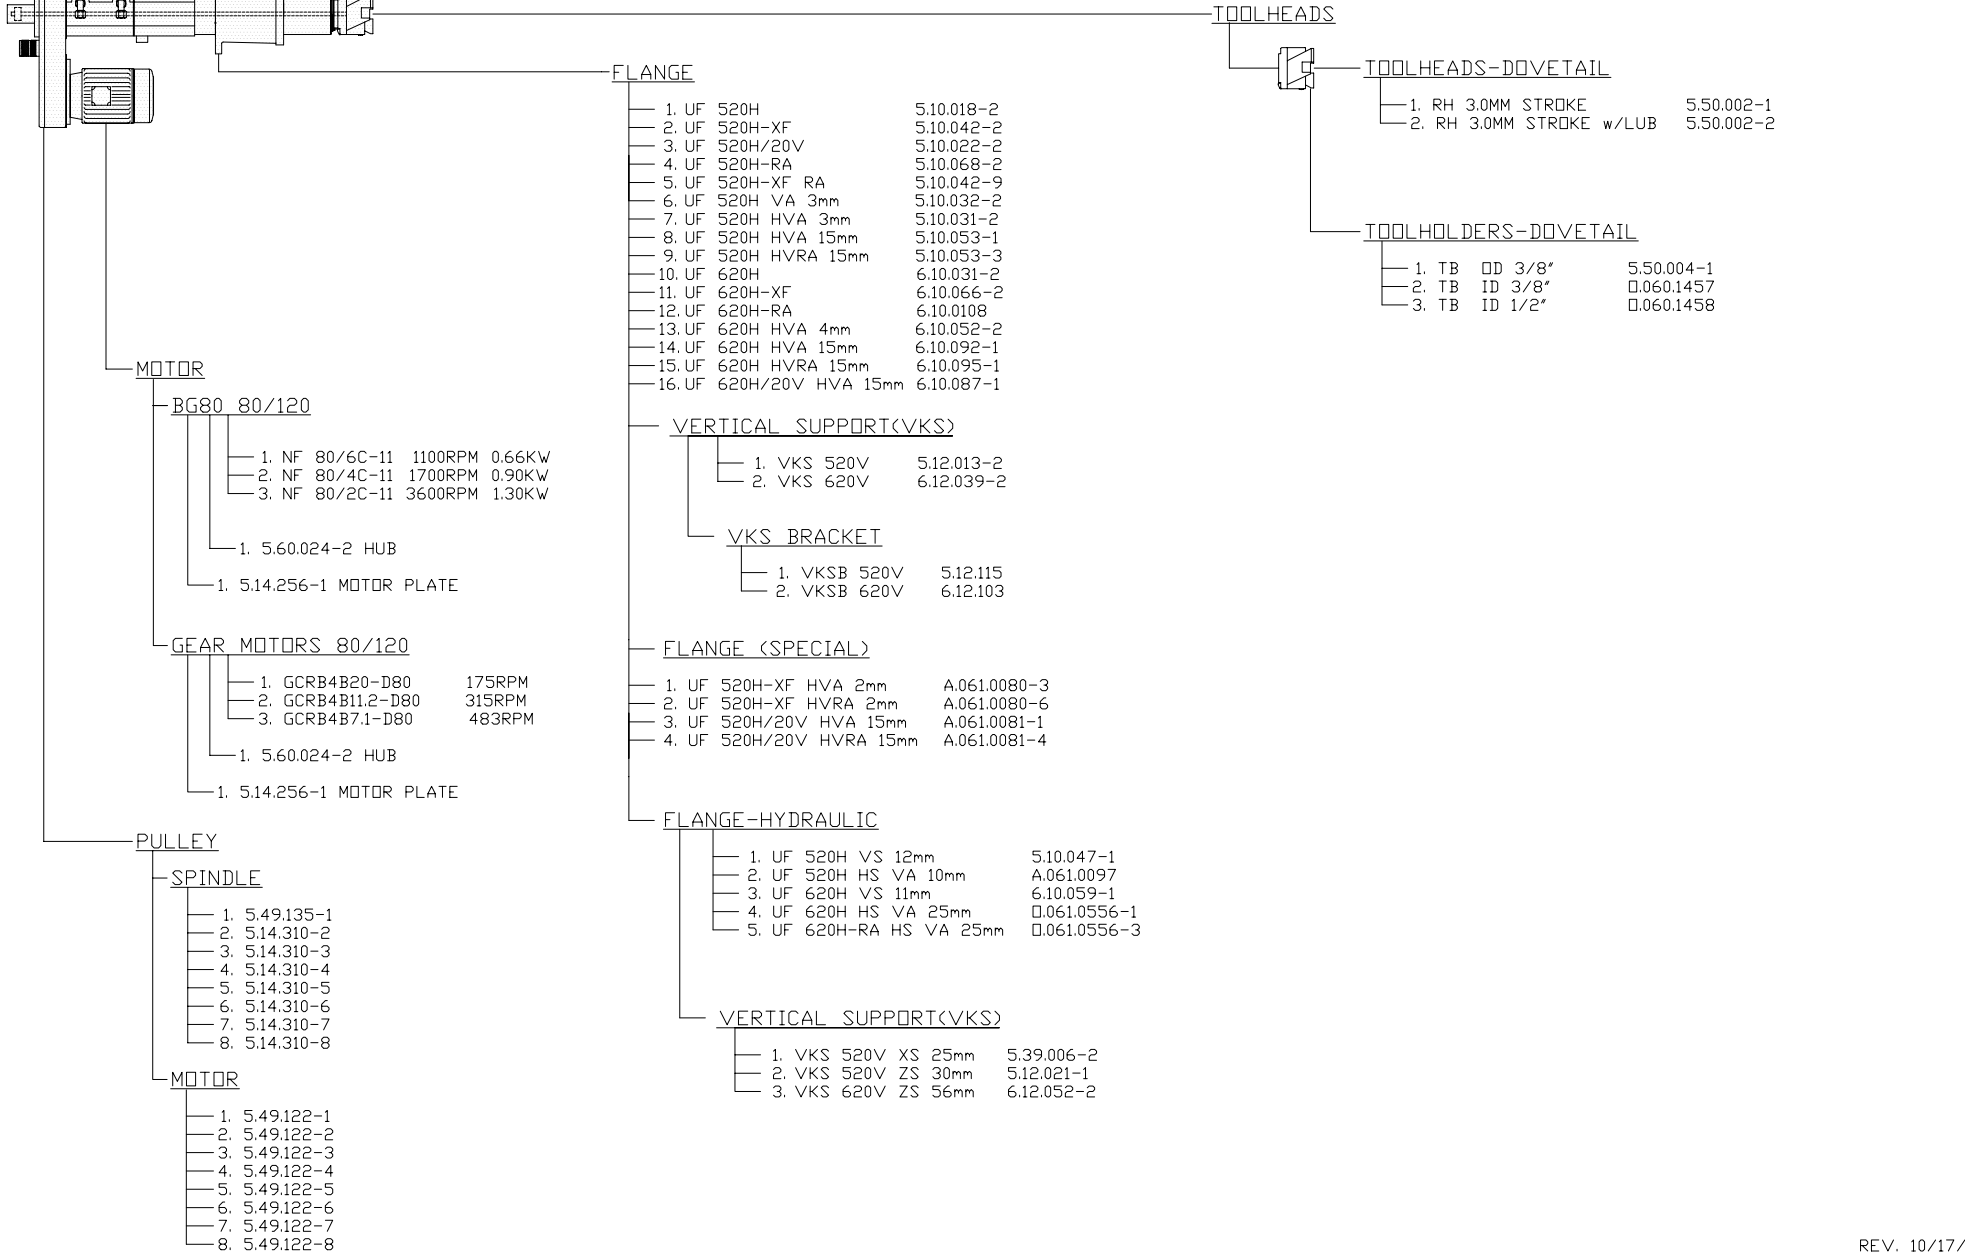 TOOLHEADS
TOOLHEADS-DOVETAIL
1. RH 3.0MM STROKE 5.50.002-1
2. RH 3.0MM STROKE w/LUB 5.50.002-2
TOOLHOLDERS-DOVETAIL
1. TB OD 3/8" 5.50.004-1
2. TB ID 3/8" O.060.1457
3. TB ID 1/2" O.060.1458
FLANGE
1. UF 520H 5.10.018-2
2. UF 520H-XF 5.10.042-2
3. UF 520H/20V 5.10.022-2
4. UF 520H-RA 5.10.068-2
5. UF 520H-XF RA 5.10.042-9
6. UF 520H VA 3mm 5.10.032-2
7. UF 520H HVA 3mm 5.10.031-2
8. UF 520H HVA 15mm 5.10.053-1
9. UF 520H HVRA 15mm 5.10.053-3
10. UF 620H 6.10.031-2
11. UF 620H-XF 6.10.066-2
12. UF 620H-RA 6.10.0108
13. UF 620H HVA 4mm 6.10.052-2
14. UF 620H HVA 15mm 6.10.092-1
15. UF 620H HVRA 15mm 6.10.095-1
16. UF 620H/20V HVA 15mm 6.10.087-1
VERTICAL SUPPORT(VKS)
1. VKS 520V 5.12.013-2
2. VKS 620V 6.12.039-2
VKS BRACKET
1. VKSB 520V 5.12.115
2. VKSB 620V 6.12.103
FLANGE (SPECIAL)
1. UF 520H-XF HVA 2mm A.061.0080-3
2. UF 520H-XF HVRA 2mm A.061.0080-6
3. UF 520H/20V HVA 15mm A.061.0081-1
4. UF 520H/20V HVRA 15mm A.061.0081-4
FLANGE-HYDRAULIC
1. UF 520H VS 12mm 5.10.047-1
2. UF 520H HS VA 10mm A.061.0097
3. UF 620H VS 11mm 6.10.059-1
4. UF 620H HS VA 25mm O.061.0556-1
5. UF 620H-RA HS VA 25mm O.061.0556-3
VERTICAL SUPPORT(VKS)
1. VKS 520V XS 25mm 5.39.006-2
2. VKS 520V ZS 30mm 5.12.021-1
3. VKS 620V ZS 56mm 6.12.052-2
MOTOR
BG80 80/120
1. NF 80/6C-11 1100RPM 0.66KW
2. NF 80/4C-11 1700RPM 0.90KW
3. NF 80/2C-11 3600RPM 1.30KW
1. 5.60.024-2 HUB
1. 5.14.256-1 MOTOR PLATE
GEAR MOTORS 80/120
1. GCRB4B20-D80 175RPM
2. GCRB4B11.2-D80 315RPM
3. GCRB4B7.1-D80 483RPM
1. 5.60.024-2 HUB
1. 5.14.256-1 MOTOR PLATE
PULLEY
SPINDLE
1. 5.49.135-1
2. 5.14.310-2
3. 5.14.310-3
4. 5.14.310-4
5. 5.14.310-5
6. 5.14.310-6
7. 5.14.310-7
8. 5.14.310-8
MOTOR
1. 5.49.122-1
2. 5.49.122-2
3. 5.49.122-3
4. 5.49.122-4
5. 5.49.122-5
6. 5.49.122-6
7. 5.49.122-7
8. 5.49.122-8
REV. 10/17/